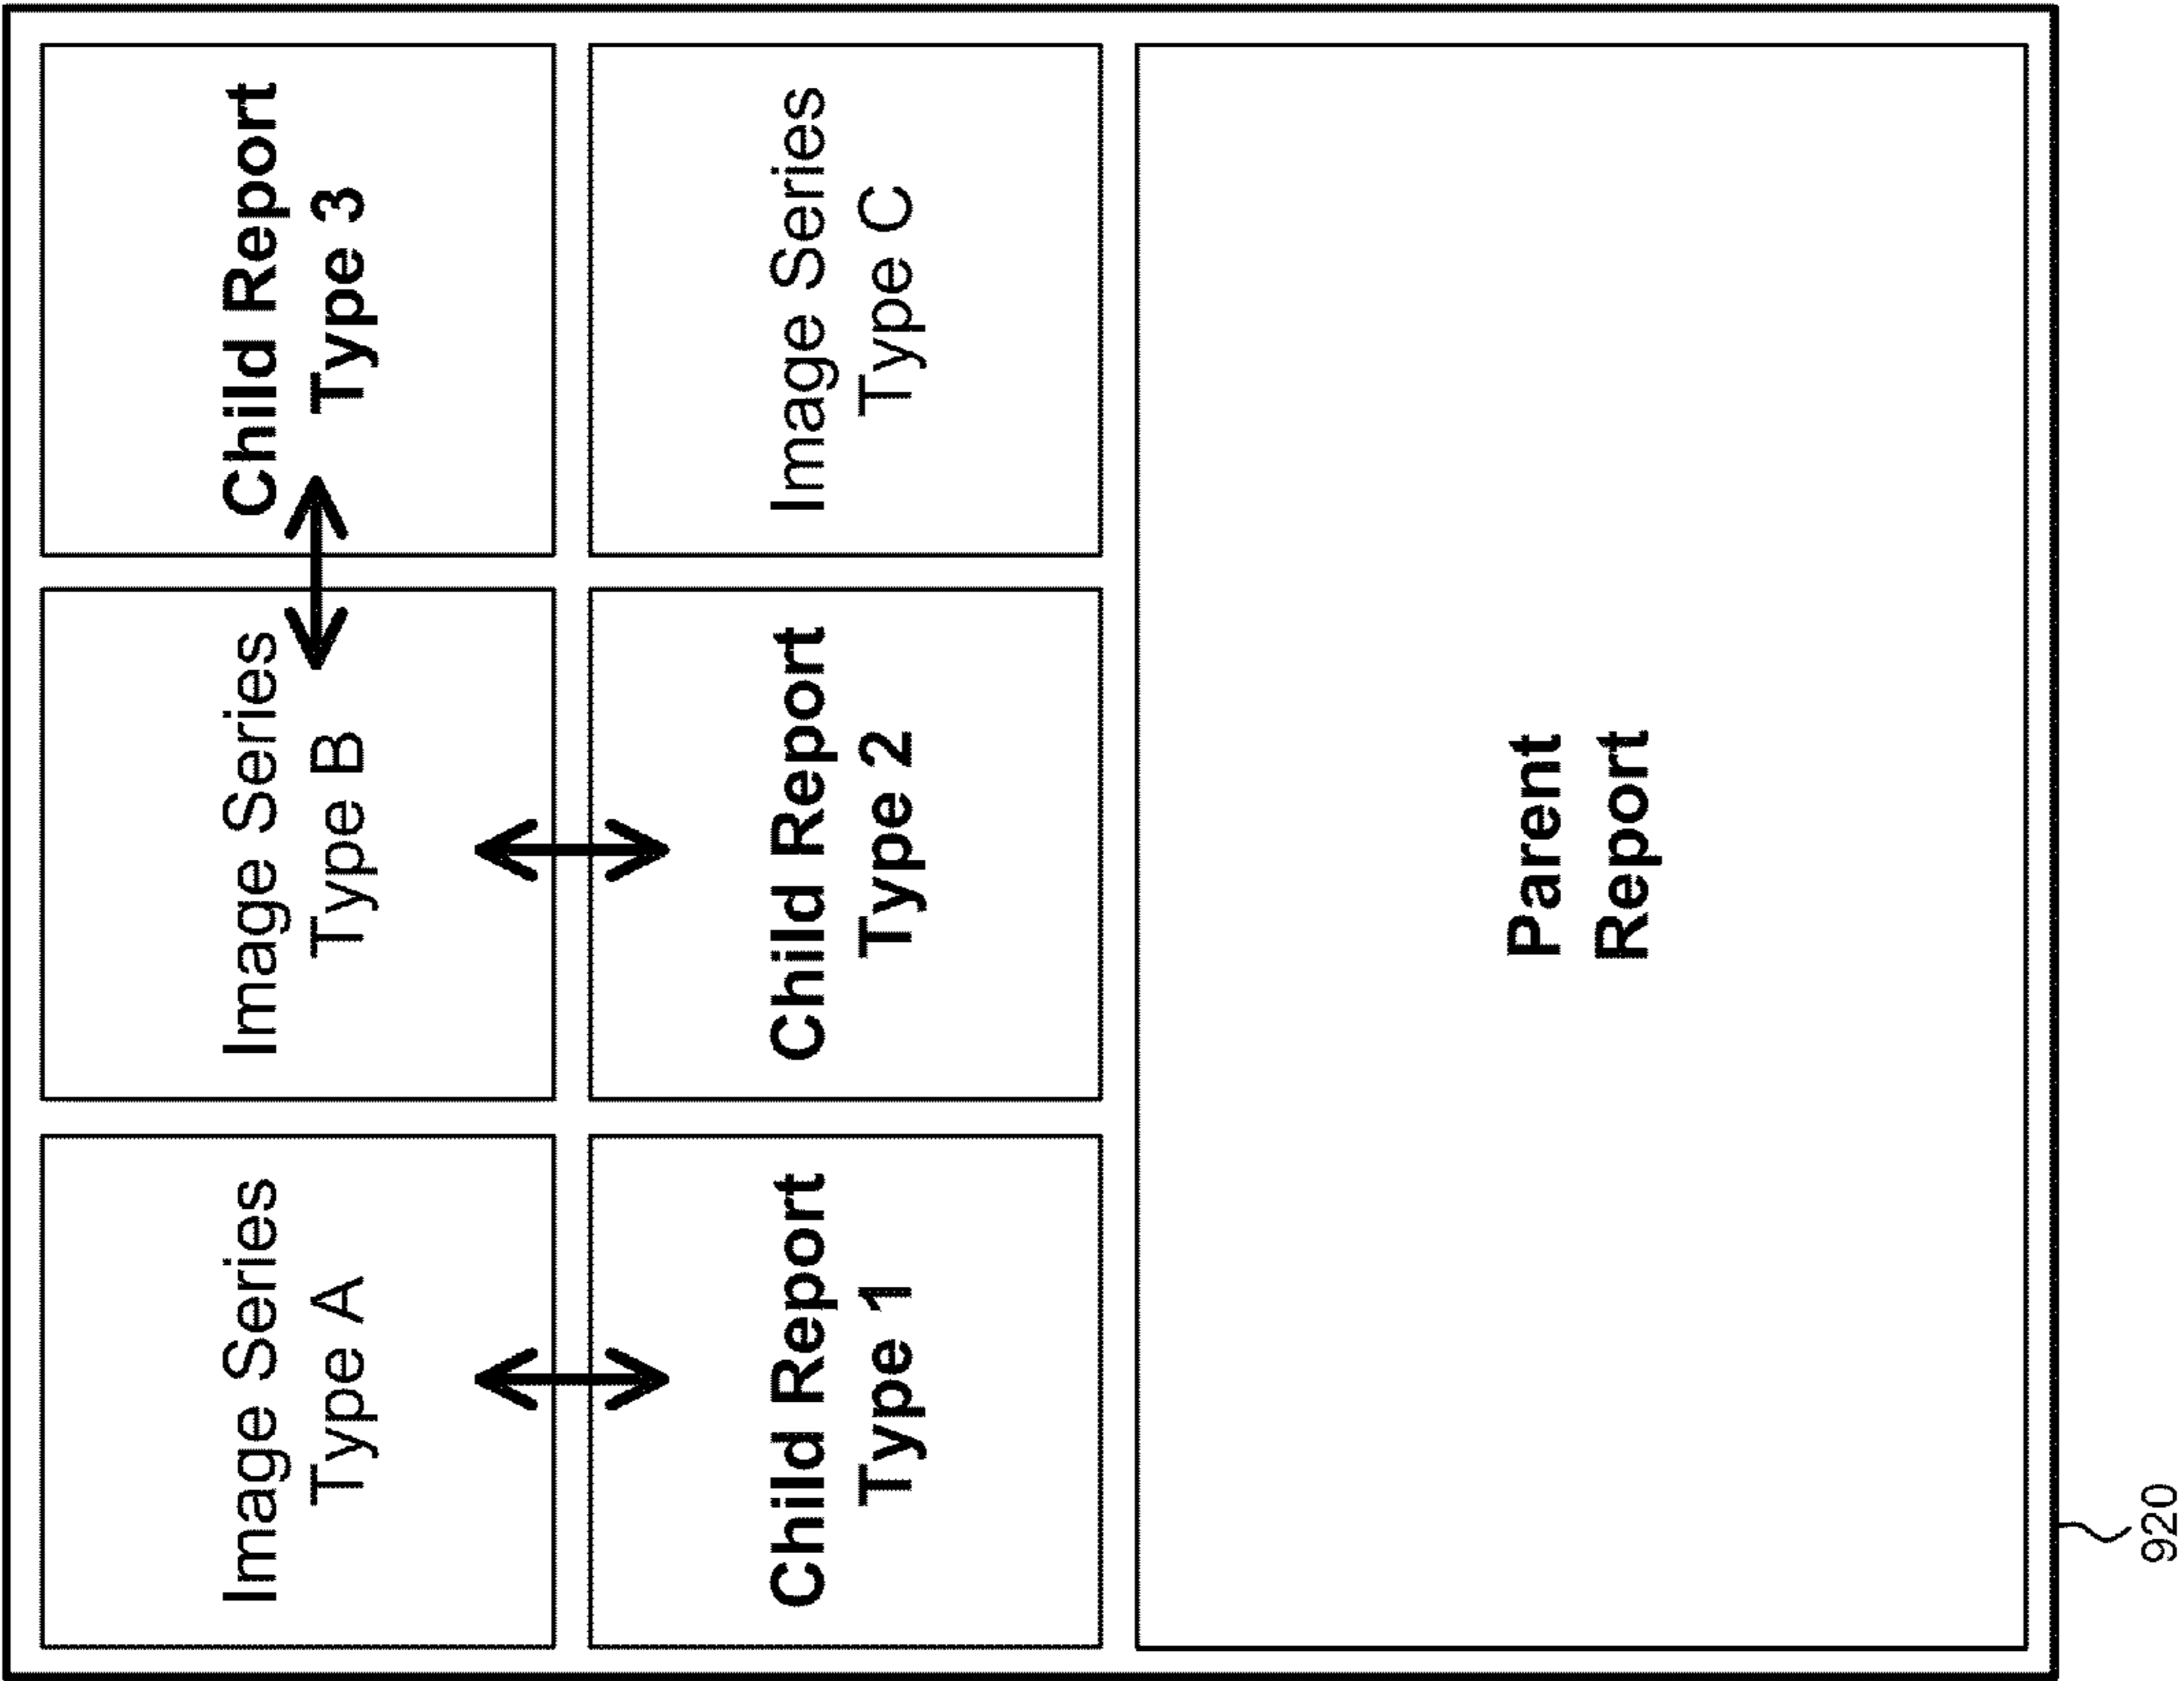 Image Series
Type A
Image Series
Type B
Child Report
Type 3
Child Report
Type 1
Child Report
Type 2
Image Series
Type C
Parent
Report
920